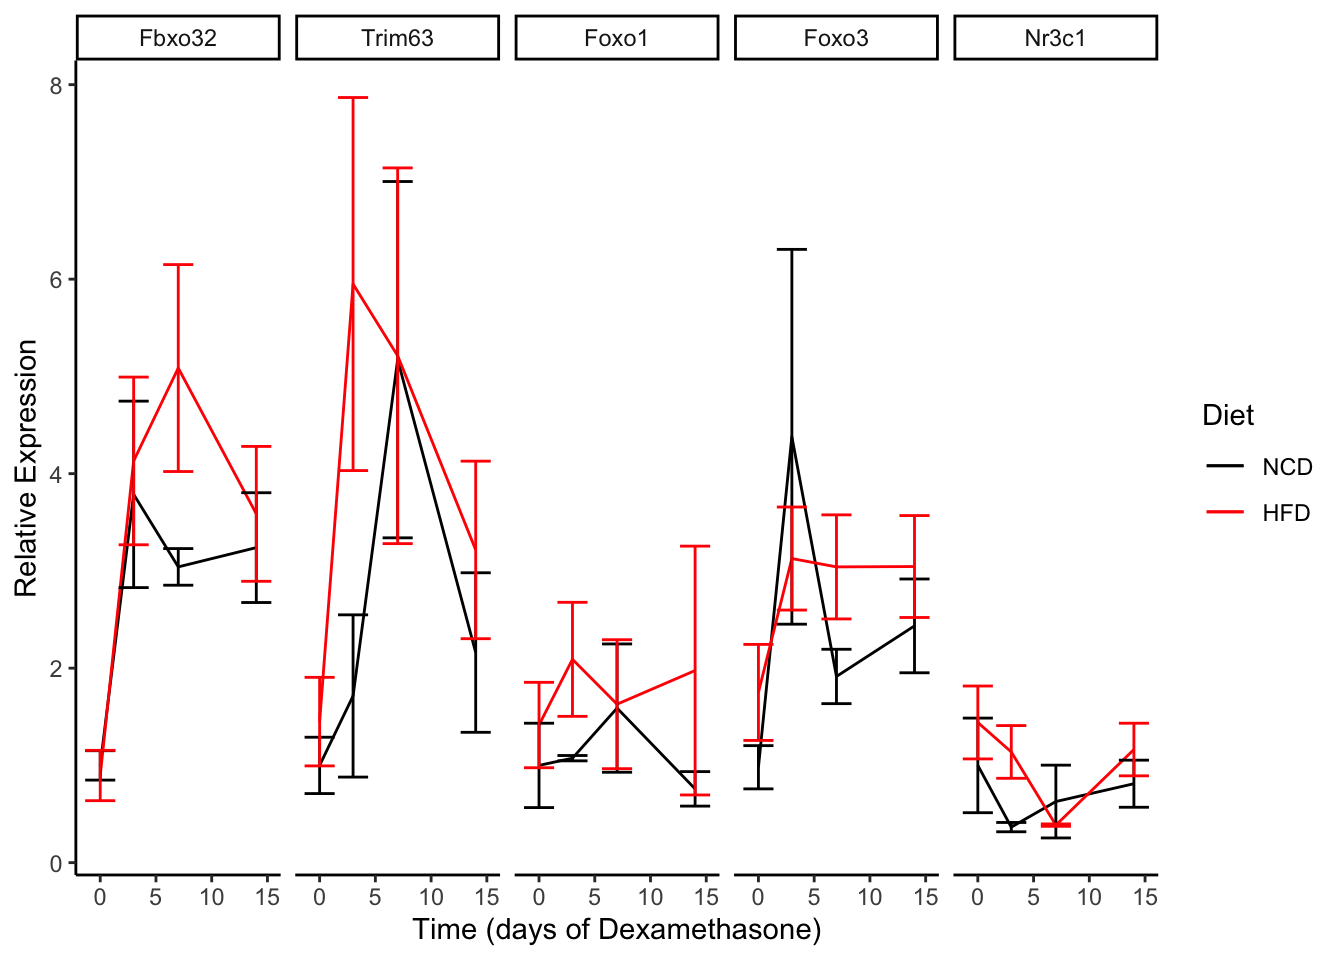 Fbxo32 Trim63 Foxo1 Foxo3 Nr3c1
8
6
4
2
0
Relative Expression
0 5 10 15 0 5 10 15 0 5 10 15 0 5 10 15 0 5 10 15
Time (days of Dexamethasone)
Diet
NCD
HFD